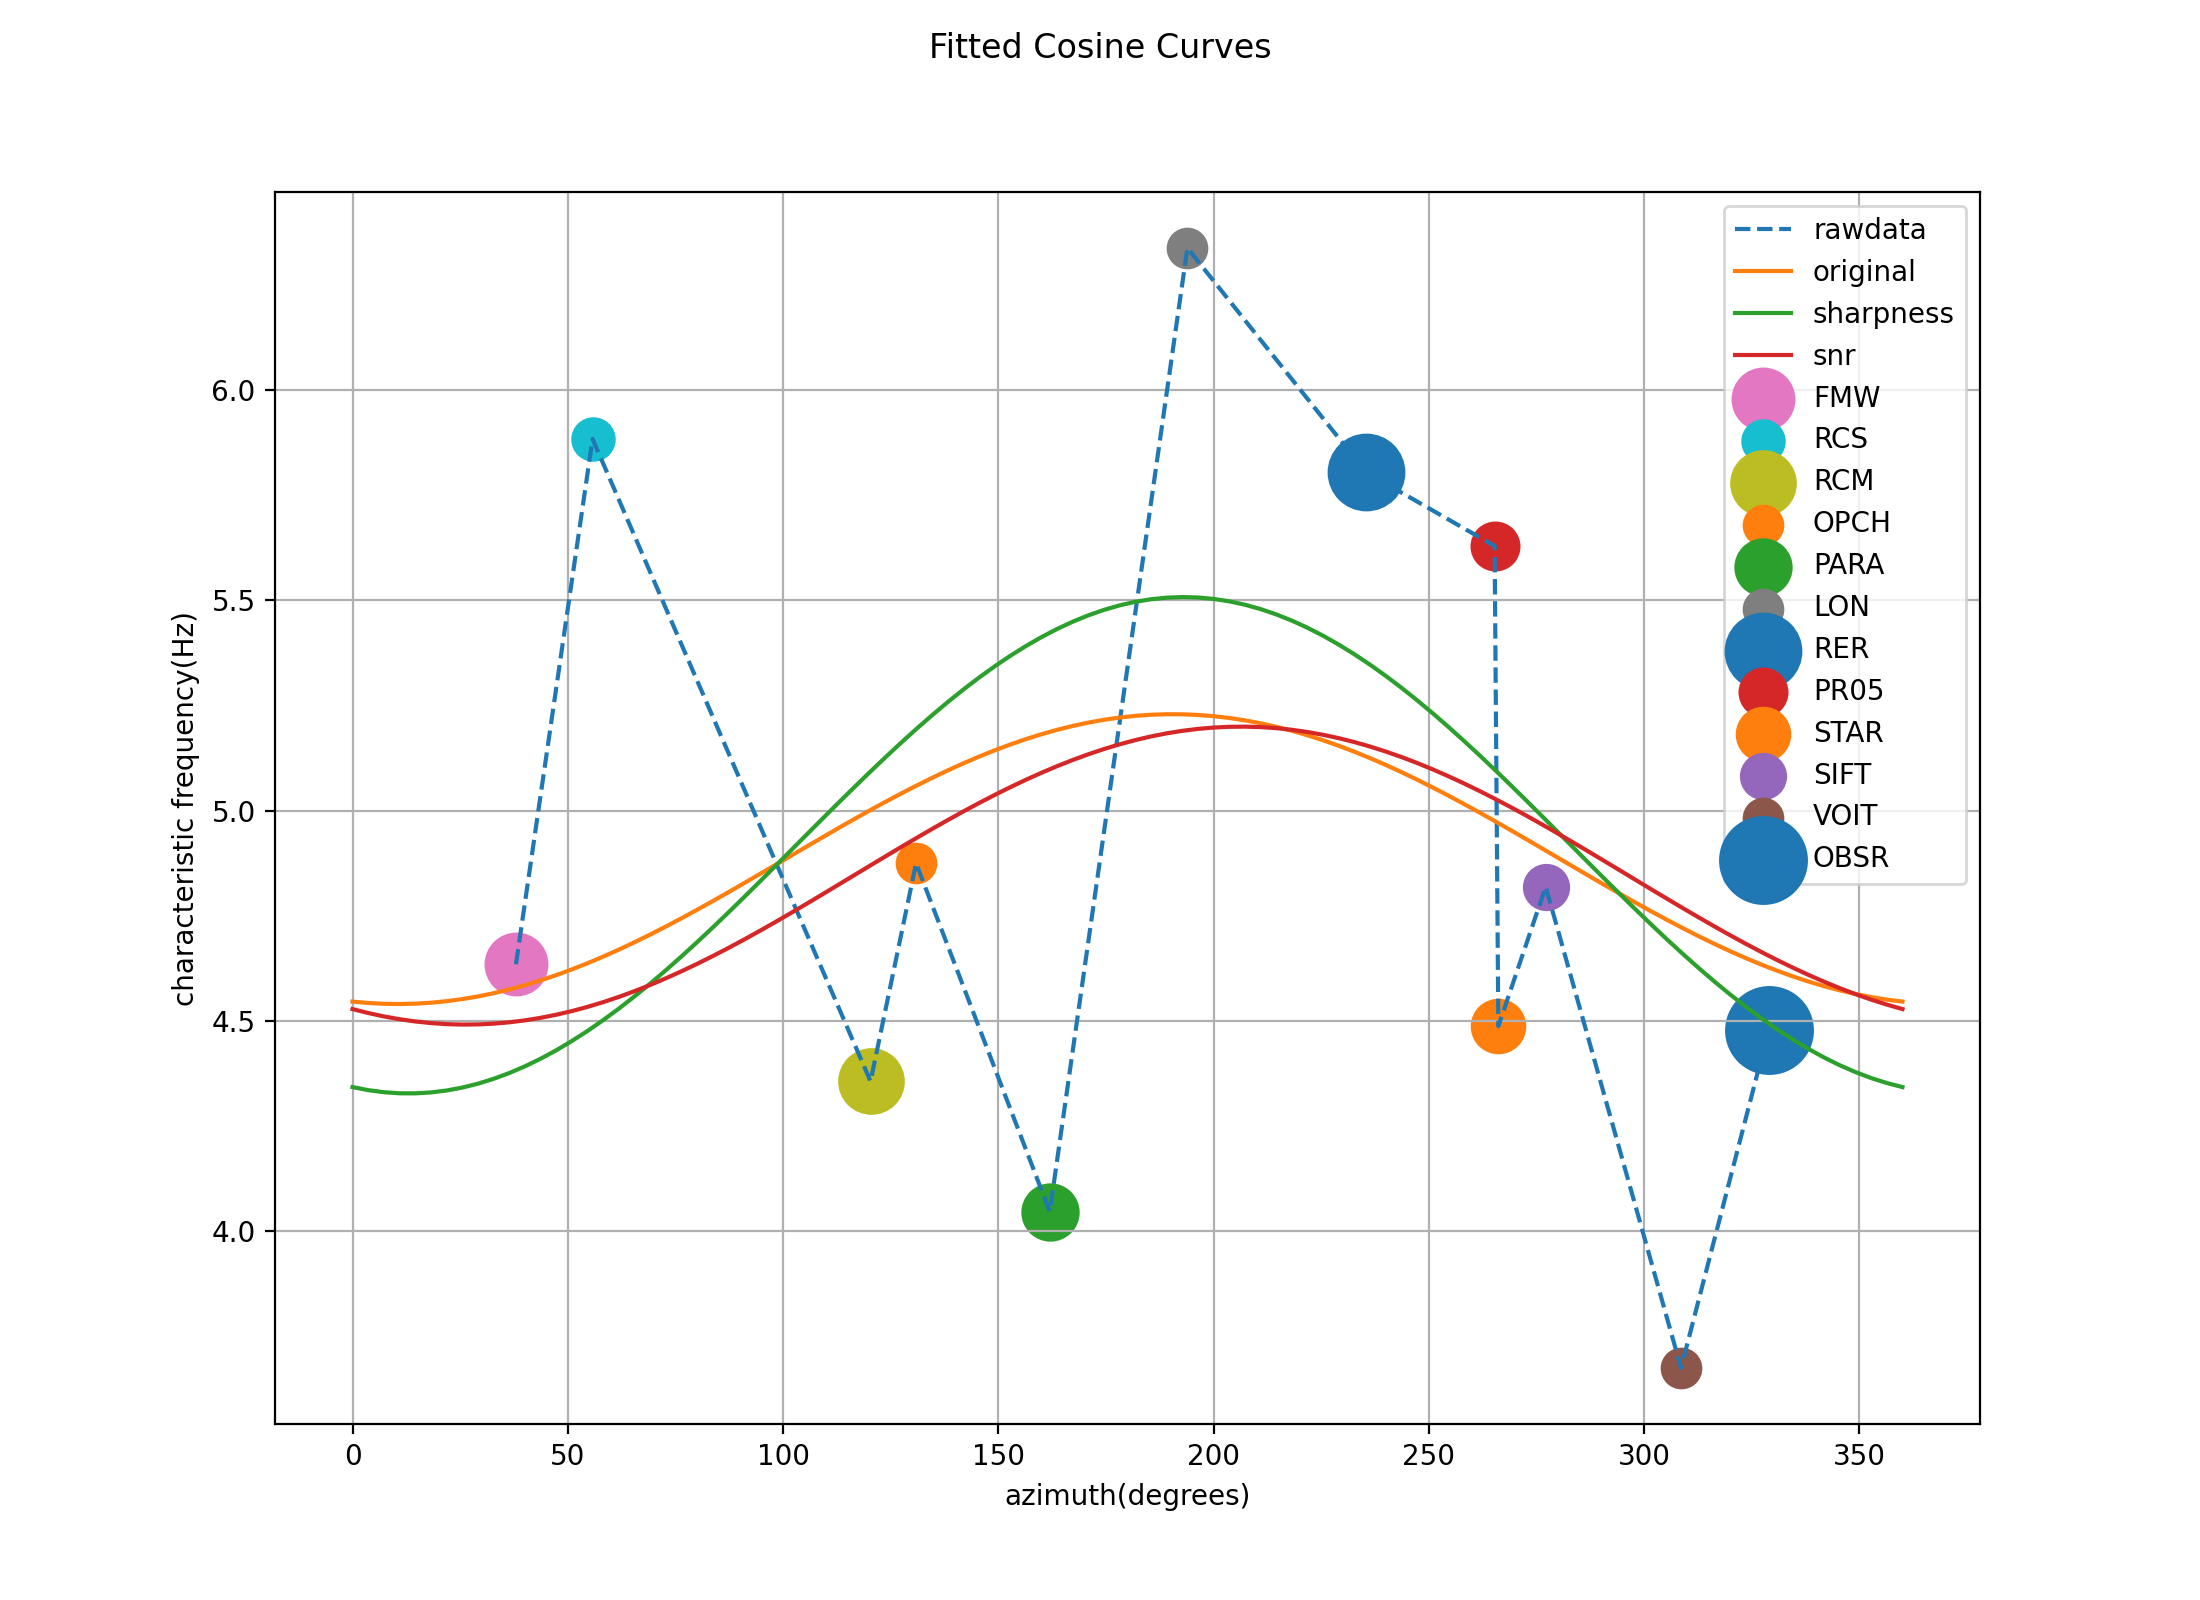 Fitted Cosine Curves
rawdata
original
sharpness
snr
FMW
RCS
RCM
OPCH
PARA
LON
RER
PR05
STAR
SIFT
VOIT
OBSR
characteristic frequency(Hz)
6.0
5.5
5.0
4.5
4.0
0 50 100 150 200 250 300 350
azimuth(degrees)